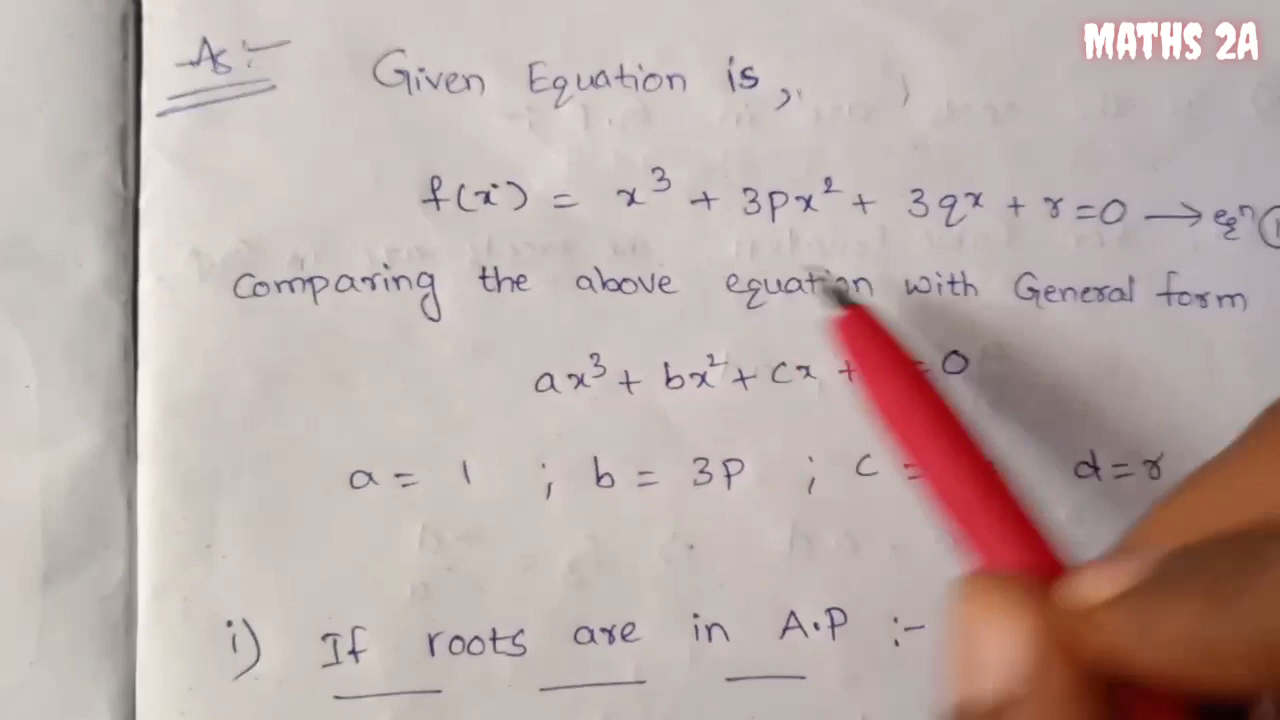 MATHS 2A
As:-
Given Equation is,
f(x) = x³ + 3px² + 3qx + r = 0 → eqⁿ (1
Comparing the above equation with General form
ax³ + bx² + cx + = 0
a = 1 ; b = 3p ; c = d = r
i) If roots are in A.P :-